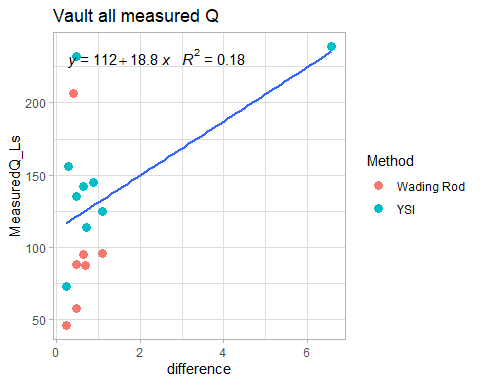 Vault all measured Q
y = 112 + 18.8 x   R² = 0.18
MeasuredQ_Ls
200
150
100
50
0 2 4 6
difference
Method
Wading Rod
YSI